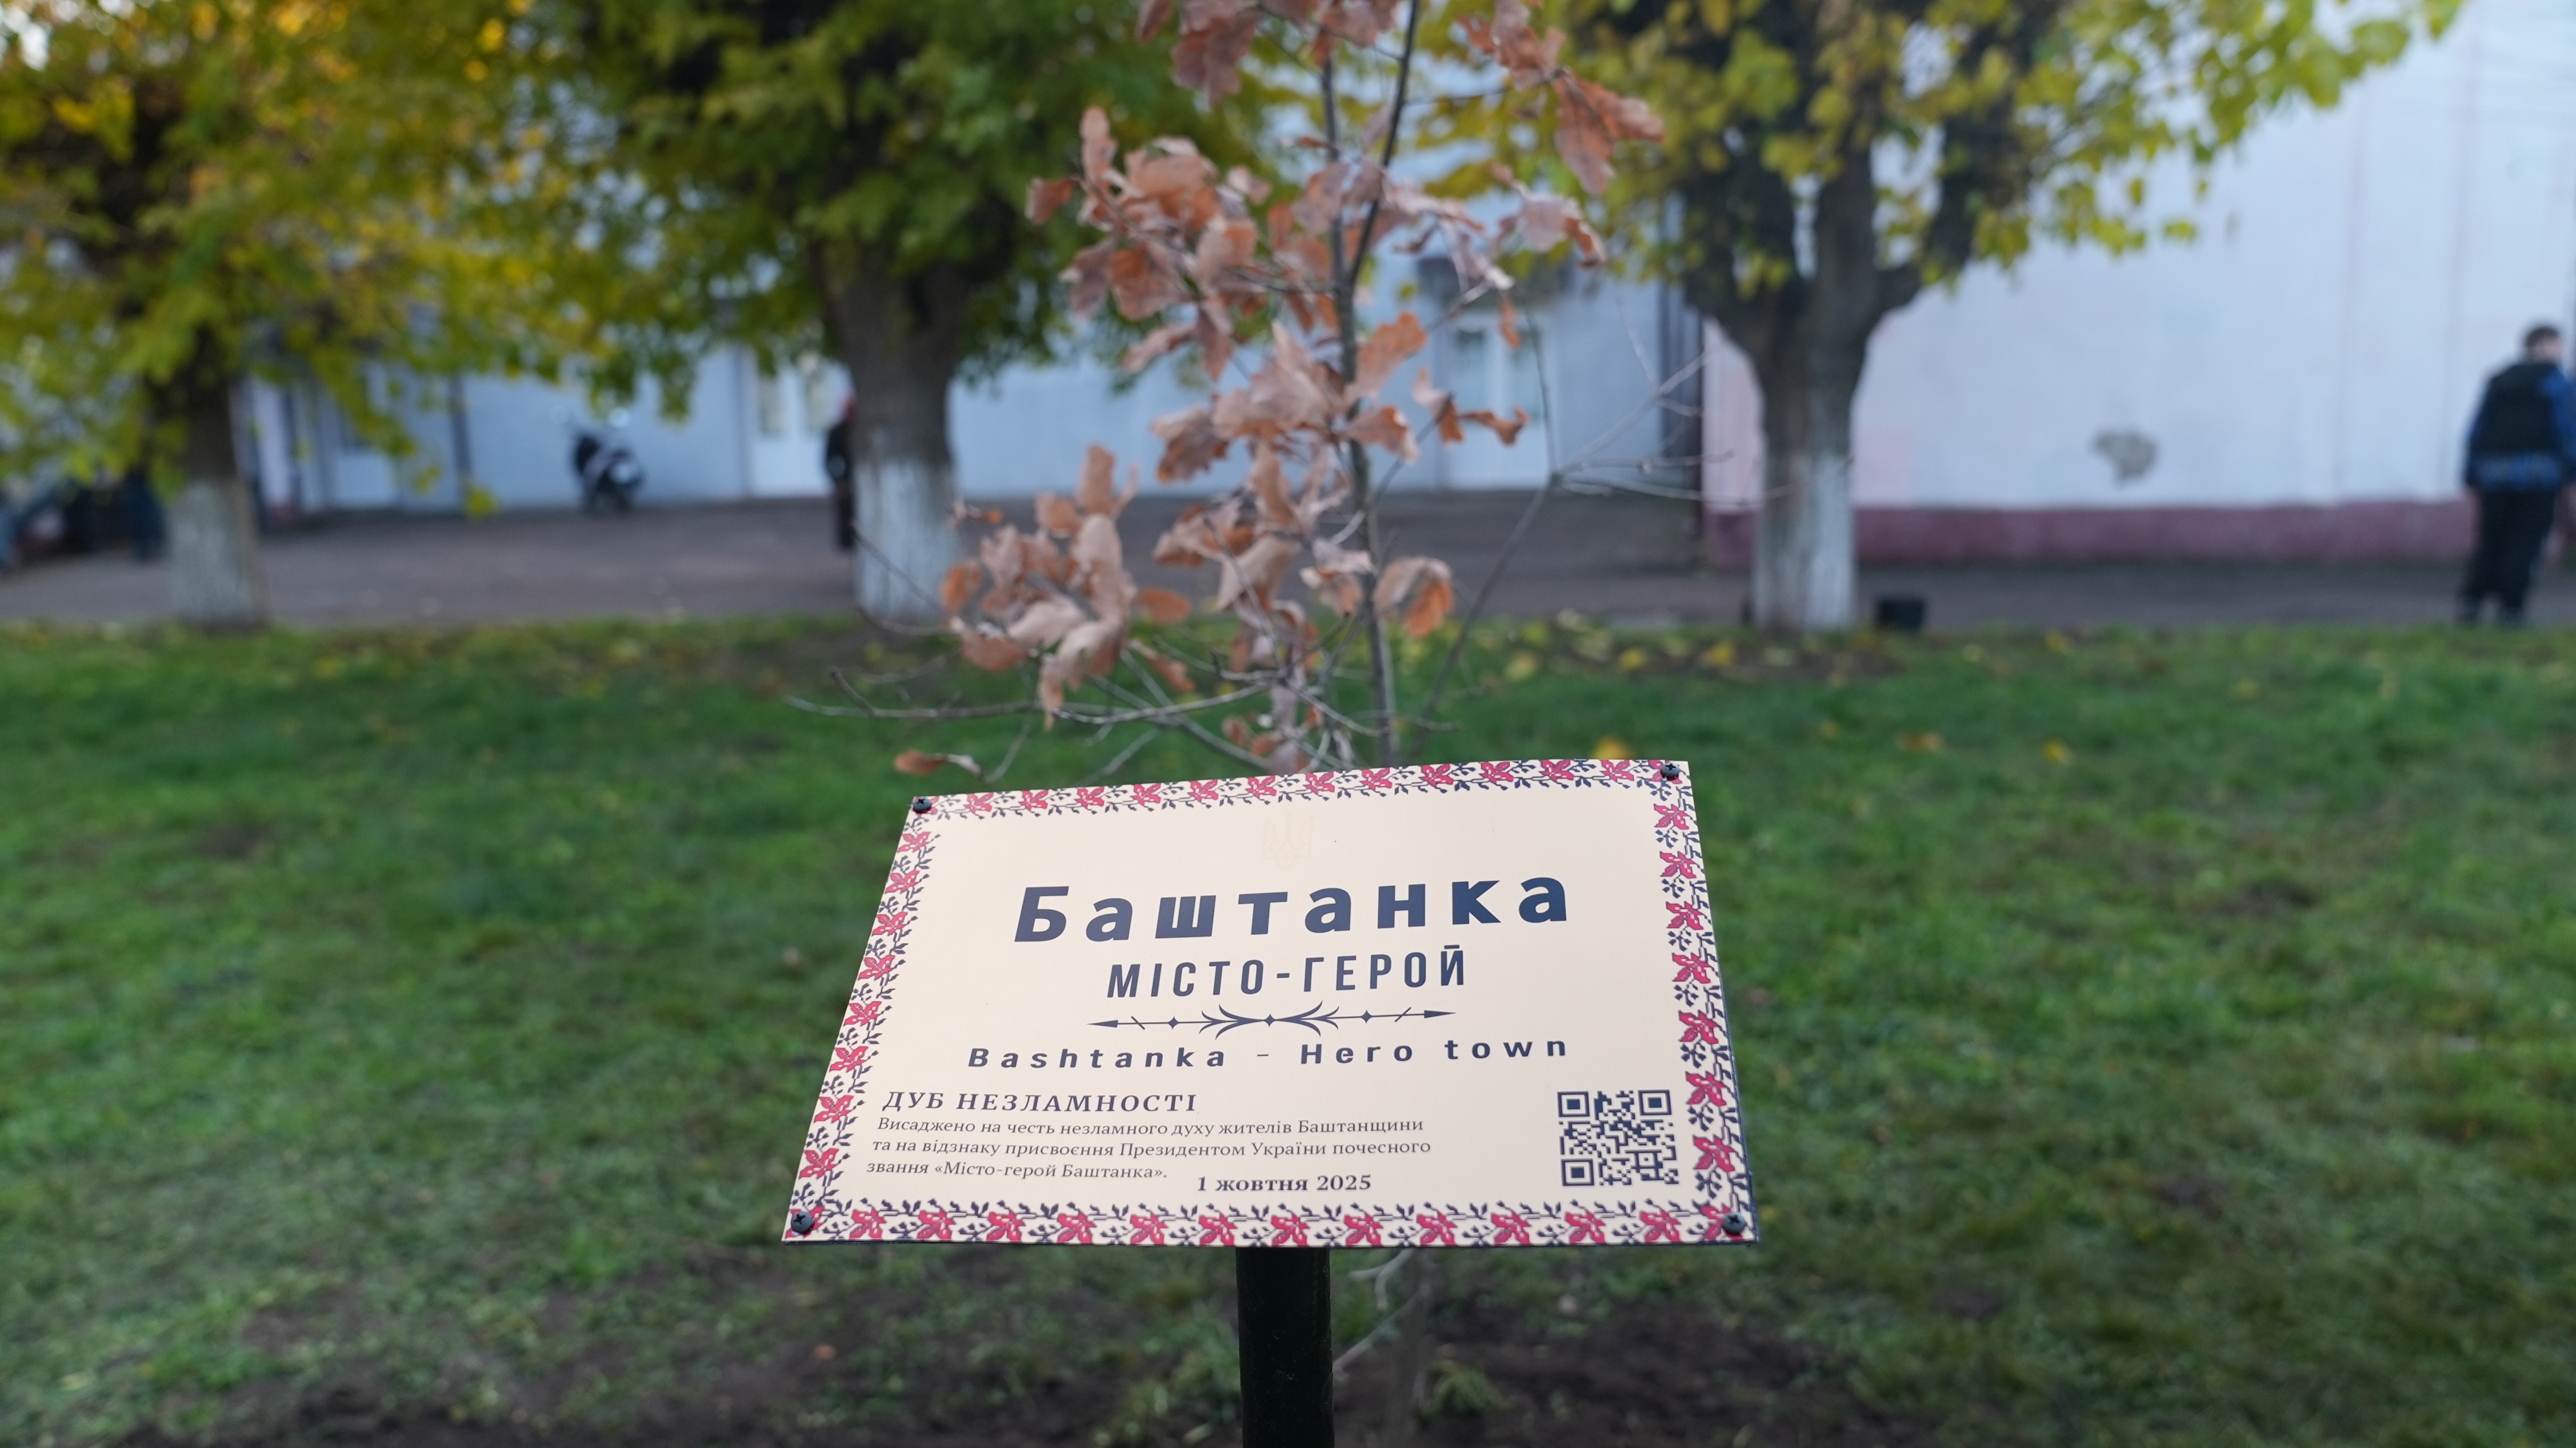 Баштанка
МІСТО-ГЕРОЙ
Bashtanka - Hero town
ДУБ НЕЗЛАМНОСТІ
Висаджено на честь незламного духу жителів Баштанщини
та на відзнаку присвоєння Президентом України почесного
звання «Місто-герой Баштанка».
1 жовтня 2025